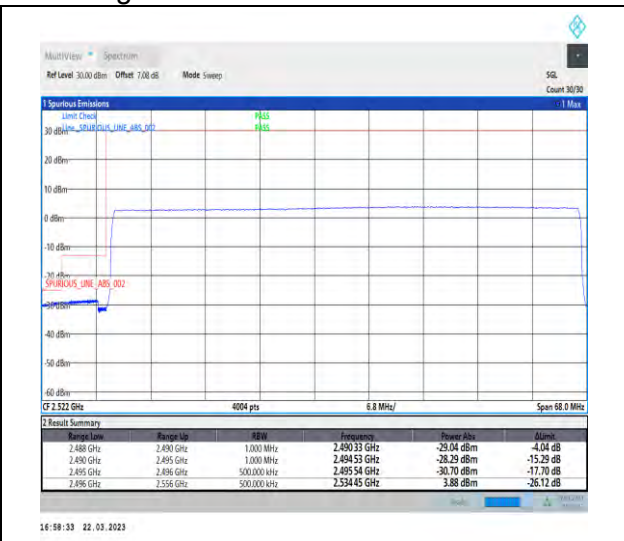 MultiView Spectrum
Ref Level 30.00 dBm Offset 7.08 dB Mode Sweep SGL
Count 30/30
1 Spurious Emissions 1 Max
Limit Check PASS
Line _SPURIOUS_LINE_ABS_002 PASS
30 dBm
20 dBm
10 dBm
0 dBm
-10 dBm
-20 dBm
_SPURIOUS_LINE_ABS_002
-30 dBm
-40 dBm
-50 dBm
-60 dBm
CF 2.522 GHz 4004 pts 6.8 MHz/ Span 68.0 MHz
2 Result Summary
Range Low Range Up RBW Frequency Power Abs ΔLimit
2.488 GHz 2.490 GHz 1.000 MHz 2.490 33 GHz -29.04 dBm -4.04 dB
2.490 GHz 2.495 GHz 1.000 MHz 2.494 53 GHz -28.29 dBm -15.29 dB
2.495 GHz 2.496 GHz 500.000 kHz 2.495 54 GHz -30.70 dBm -17.70 dB
2.496 GHz 2.556 GHz 500.000 kHz 2.534 45 GHz 3.88 dBm -26.12 dB
16:58:33 22.03.2023